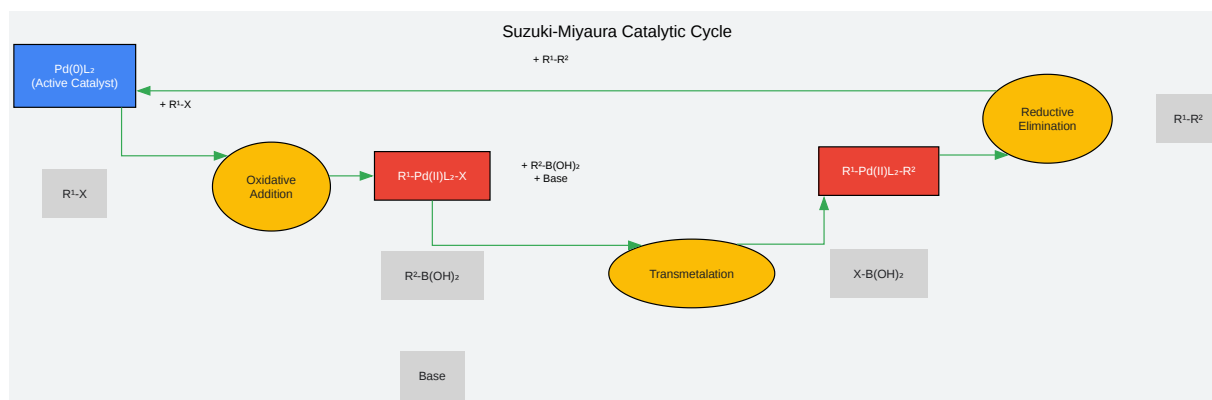 Suzuki-Miyaura Catalytic Cycle
+ R¹-R²
Pd(0)L₂
(Active Catalyst)
+ R¹-X
Reductive
Elimination
R¹-R²
R¹-X
Oxidative
Addition
R¹-Pd(II)L₂-X
+ R²-B(OH)₂
+ Base
R¹-Pd(II)L₂-R²
R²-B(OH)₂
Transmetalation
X-B(OH)₂
Base